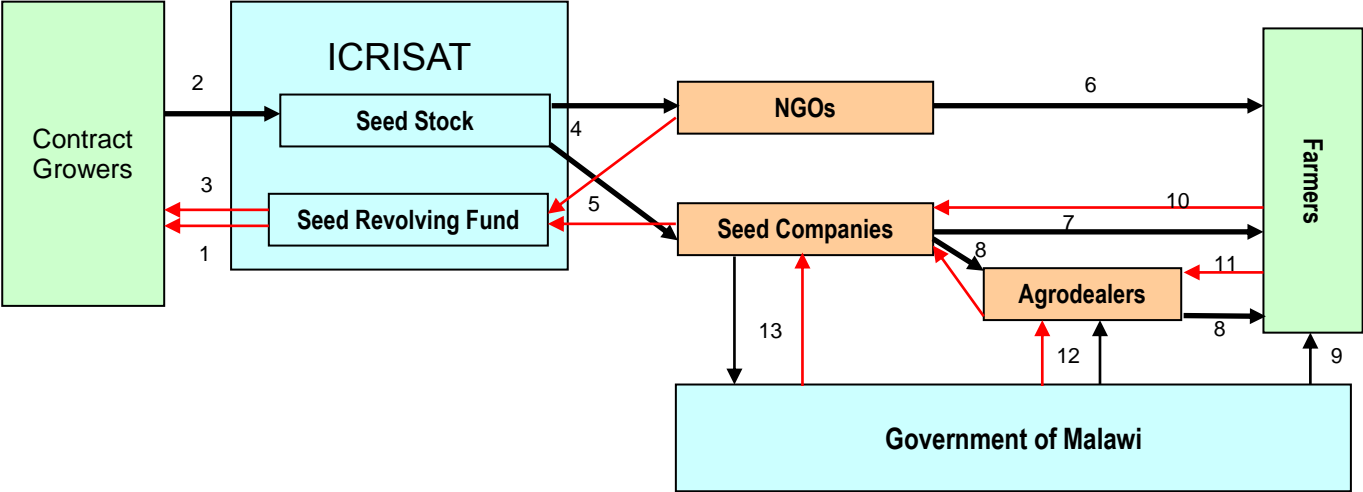 ICRISAT
2
6
NGOs
Seed Stock
4
Contract
Growers
Farmers
3
10
5
Seed Revolving Fund
7
Seed Companies
1
8
11
Agrodealers
8
13
12
9
Government of Malawi